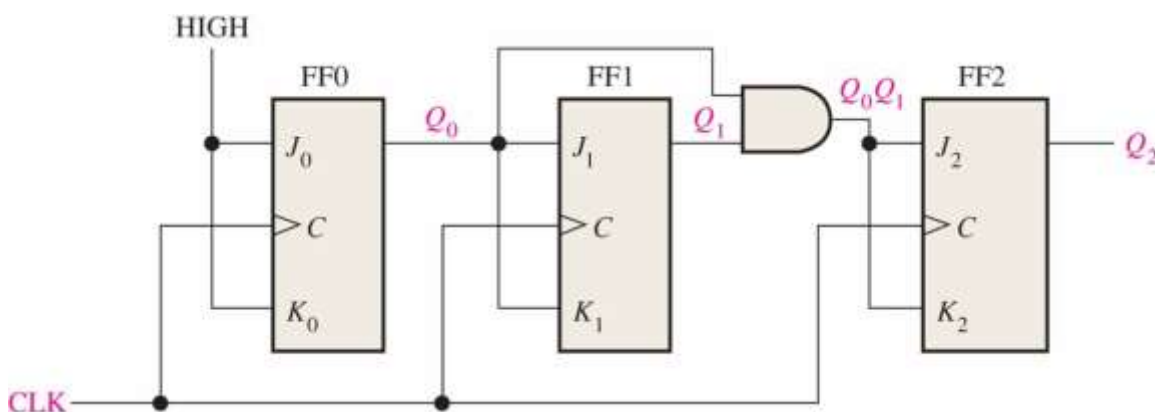 HIGH
FF0
FF1
FF2
Q₀
Q₁
Q₀Q₁
J₀
J₁
J₂
Q₂
C
C
C
K₀
K₁
K₂
CLK